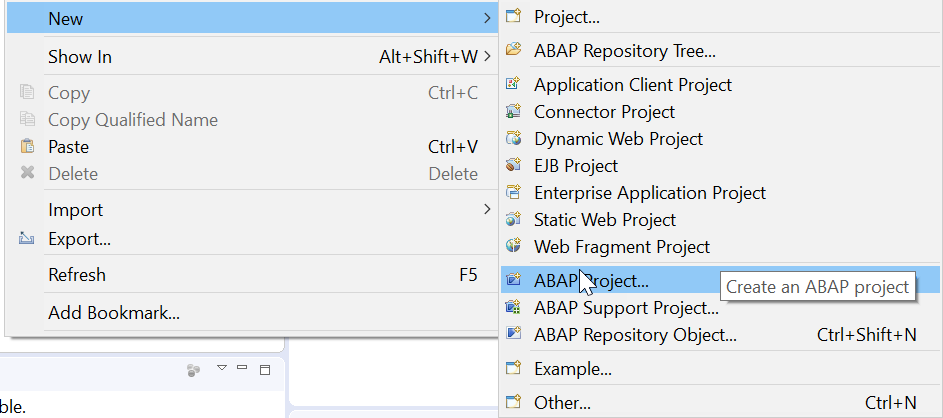 New
Show In Alt+Shift+W
Copy Ctrl+C
Copy Qualified Name
Paste Ctrl+V
Delete Delete
Import
Export...
Refresh F5
Add Bookmark...
ble.
Project...
ABAP Repository Tree...
Application Client Project
Connector Project
Dynamic Web Project
EJB Project
Enterprise Application Project
Static Web Project
Web Fragment Project
ABAP Project...
Create an ABAP project
ABAP Support Project...
ABAP Repository Object... Ctrl+Shift+N
Example...
Other... Ctrl+N